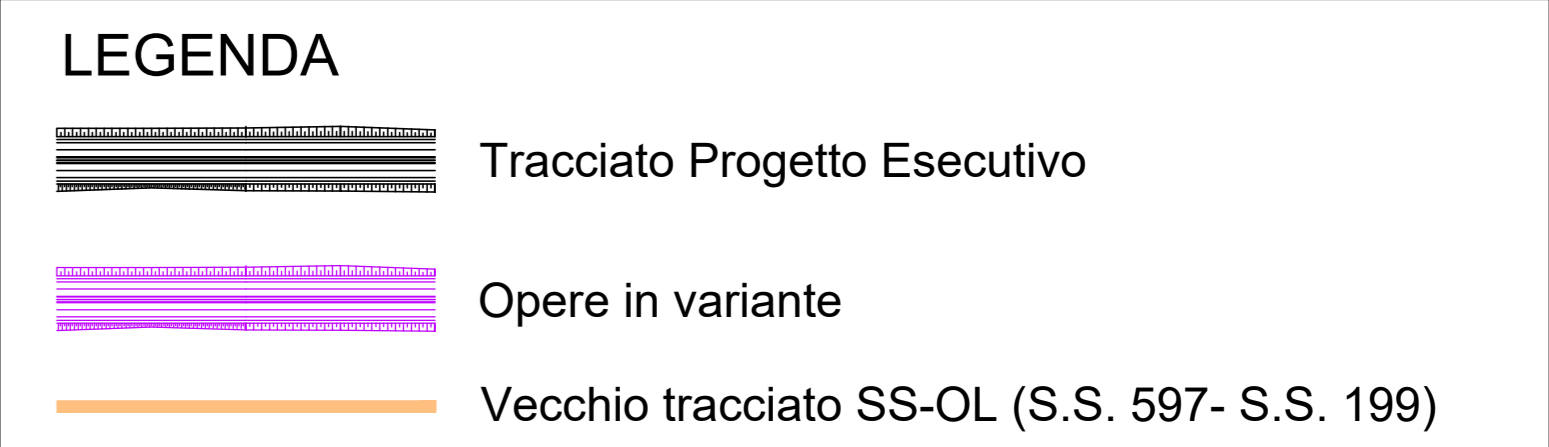 LEGENDA
Tracciato Progetto Esecutivo
Opere in variante
Vecchio tracciato SS-OL (S.S. 597- S.S. 199)